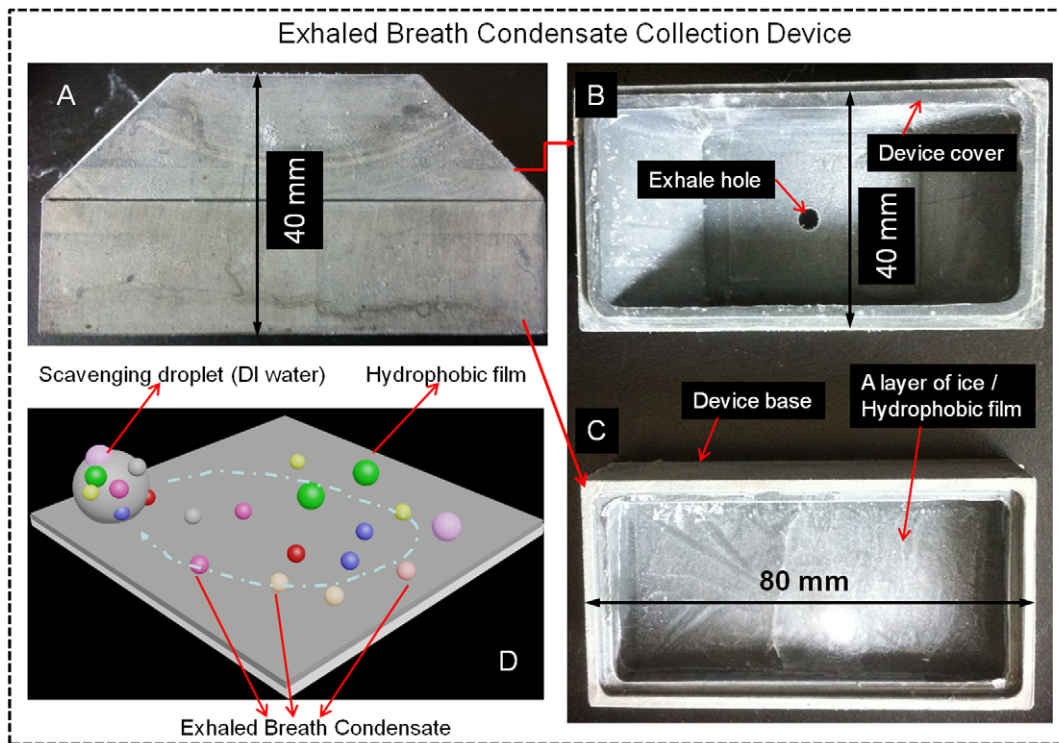 Exhaled Breath Condensate Collection Device
A
40 mm
B
Device cover
Exhale hole
40 mm
Scavenging droplet (DI water)
Hydrophobic film
D
Exhaled Breath Condensate
Device base
A layer of ice /
Hydrophobic film
C
80 mm